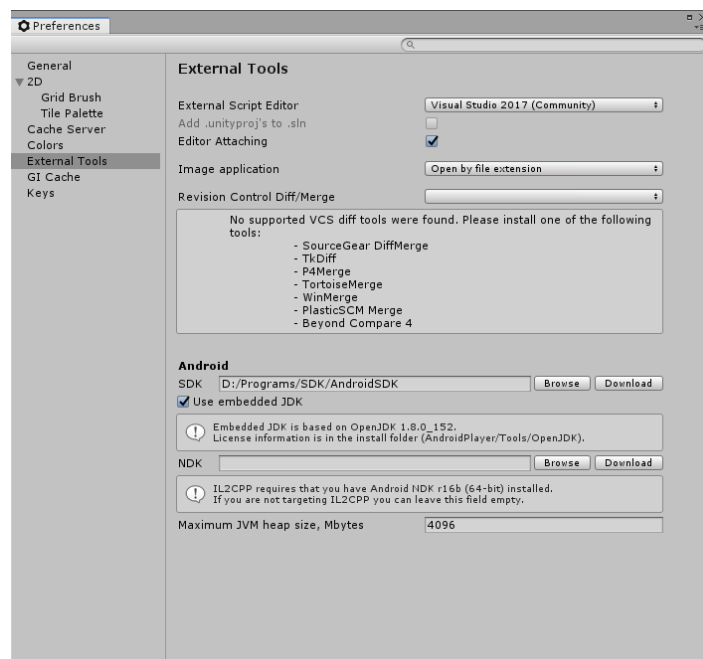 Preferences
General
2D
Grid Brush
Tile Palette
Cache Server
Colors
External Tools
GI Cache
Keys
External Tools
External Script Editor
Visual Studio 2017 (Community)
Add .unityproj's to .sln
Editor Attaching
Image application
Open by file extension
Revision Control Diff/Merge
No supported VCS diff tools were found. Please install one of the following
tools:
- SourceGear DiffMerge
- TkDiff
- P4Merge
- TortoiseMerge
- WinMerge
- PlasticSCM Merge
- Beyond Compare 4
Android
SDK D:/Programs/SDK/AndroidSDK Browse Download
Use embedded JDK
Embedded JDK is based on OpenJDK 1.8.0_152.
License information is in the install folder (AndroidPlayer/Tools/OpenJDK).
NDK Browse Download
IL2CPP requires that you have Android NDK r16b (64-bit) installed.
If you are not targeting IL2CPP you can leave this field empty.
Maximum JVM heap size, Mbytes 4096